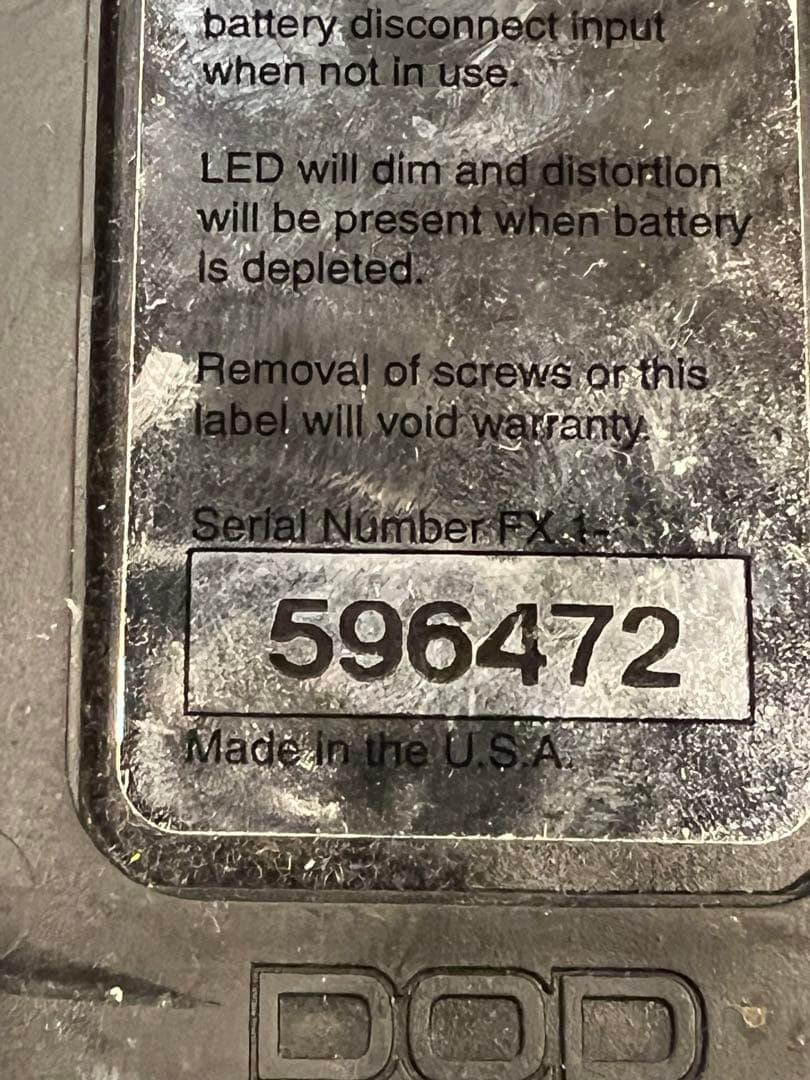 battery disconnect input
when not in use.
LED will dim and distortion
will be present when battery
is depleted.
Removal of screws or this
label will void warranty.
Serial Number FX 1-
596472
Made in the U.S.A.
DOD